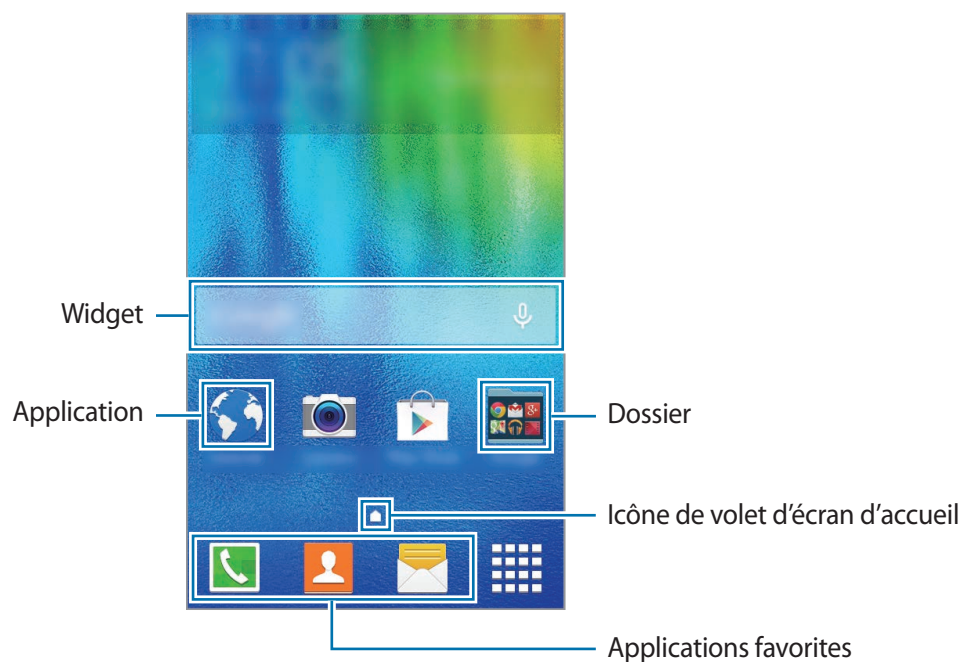 Widget
Application
Dossier
Icône de volet d'écran d'accueil
Applications favorites